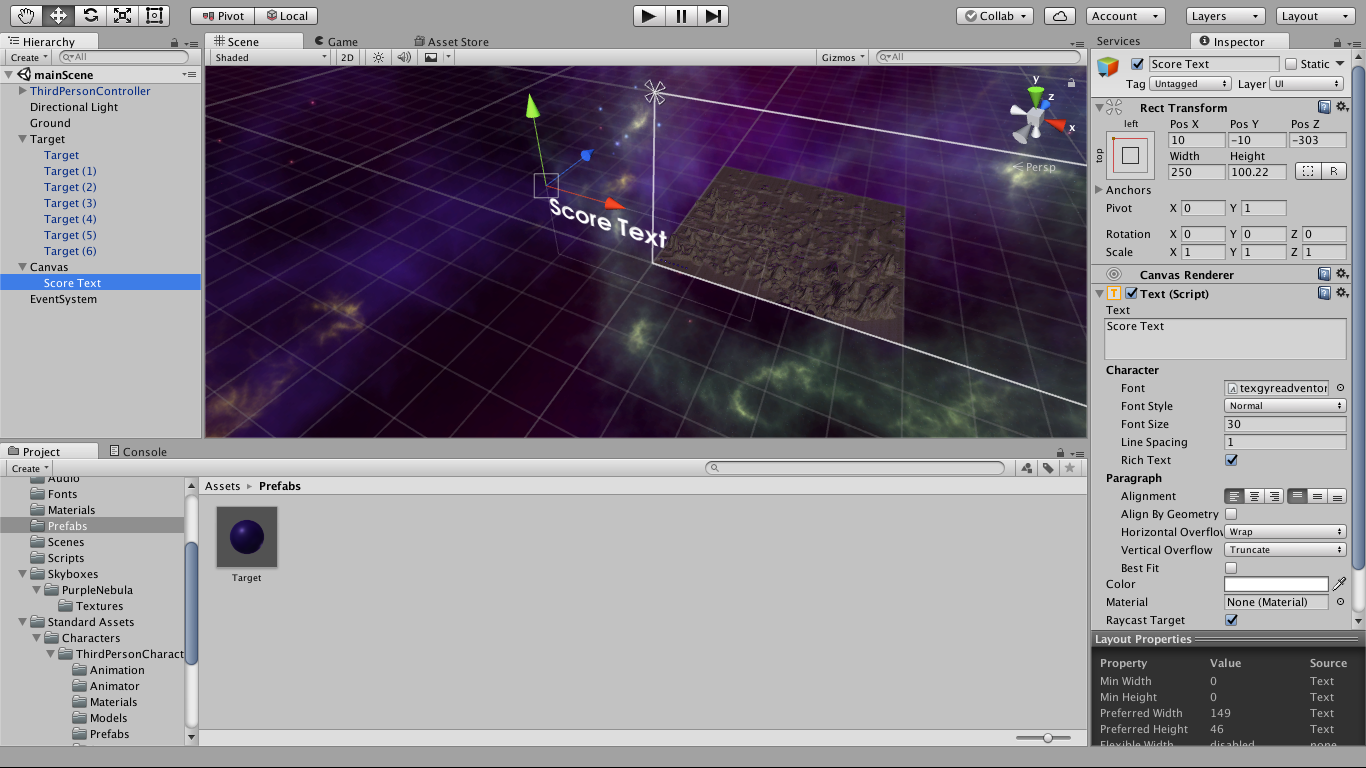 Pivot Local Collab Account Layers Layout
Hierarchy Scene Game Asset Store Services Inspector
Create All Shaded 2D Gizmos All
mainScene
ThirdPersonController
Directional Light
Ground
Target
Target
Target (1)
Target (2)
Target (3)
Target (4)
Target (5)
Target (6)
Canvas
Score Text
EventSystem
y
z
x
Persp
Score Text
Score Text Static
Tag Untagged Layer UI
Rect Transform
left Pos X Pos Y Pos Z
top 10 -10 -303
Width Height
250 100.22 R
Anchors
Pivot X 0 Y 1
Rotation X 0 Y 0 Z 0
Scale X 1 Y 1 Z 1
Canvas Renderer
Text (Script)
Text
Score Text
Character
Font texgyreadventor
Font Style Normal
Font Size 30
Line Spacing 1
Rich Text
Paragraph
Alignment
Align By Geometry
Horizontal Overflow Wrap
Vertical Overflow Truncate
Best Fit
Color
Material None (Material)
Raycast Target
Layout Properties
Property Value Source
Min Width 0 Text
Min Height 0 Text
Preferred Width 149 Text
Preferred Height 46 Text
Flexible Width disabled none
Project Console
Create
Audio
Fonts
Materials
Prefabs
Scenes
Scripts
Skyboxes
PurpleNebula
Textures
Standard Assets
Characters
ThirdPersonCharact
Animation
Animator
Materials
Models
Prefabs
Assets ▸ Prefabs
Target